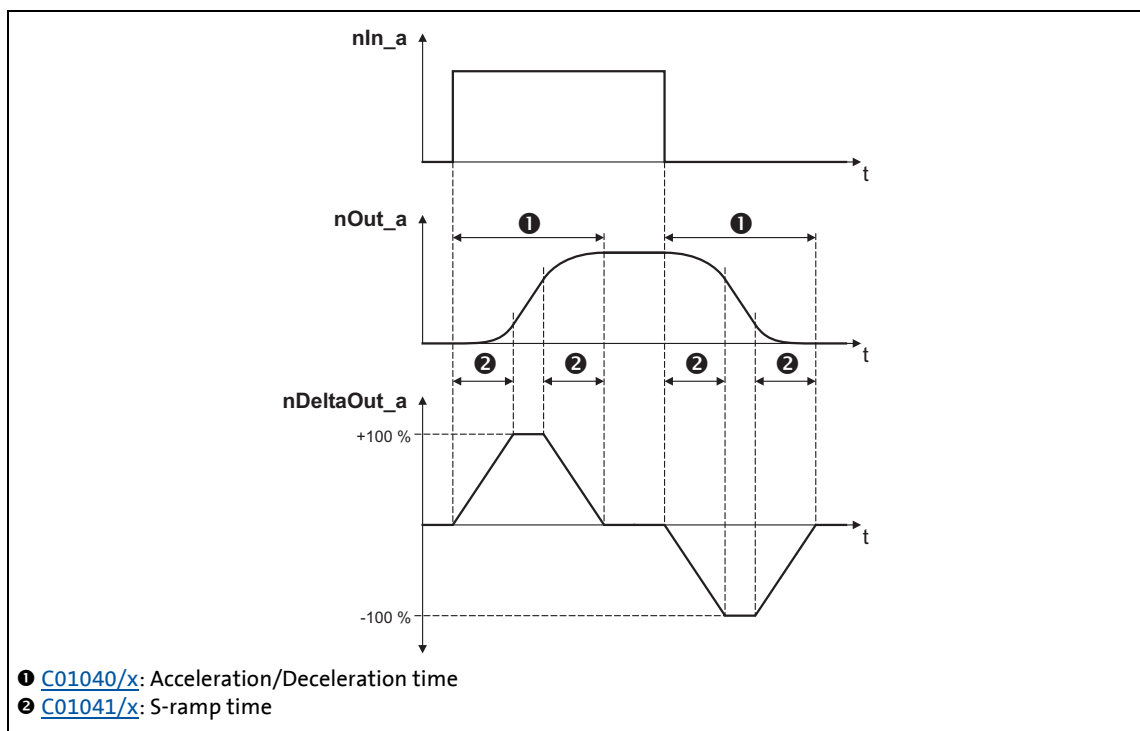 nIn_a
t
nOut_a
❶ ❶
t
❷ ❷ ❷ ❷
nDeltaOut_a
+100 %
t
-100 %
❶ C01040/x: Acceleration/Deceleration time
❷ C01041/x: S-ramp time